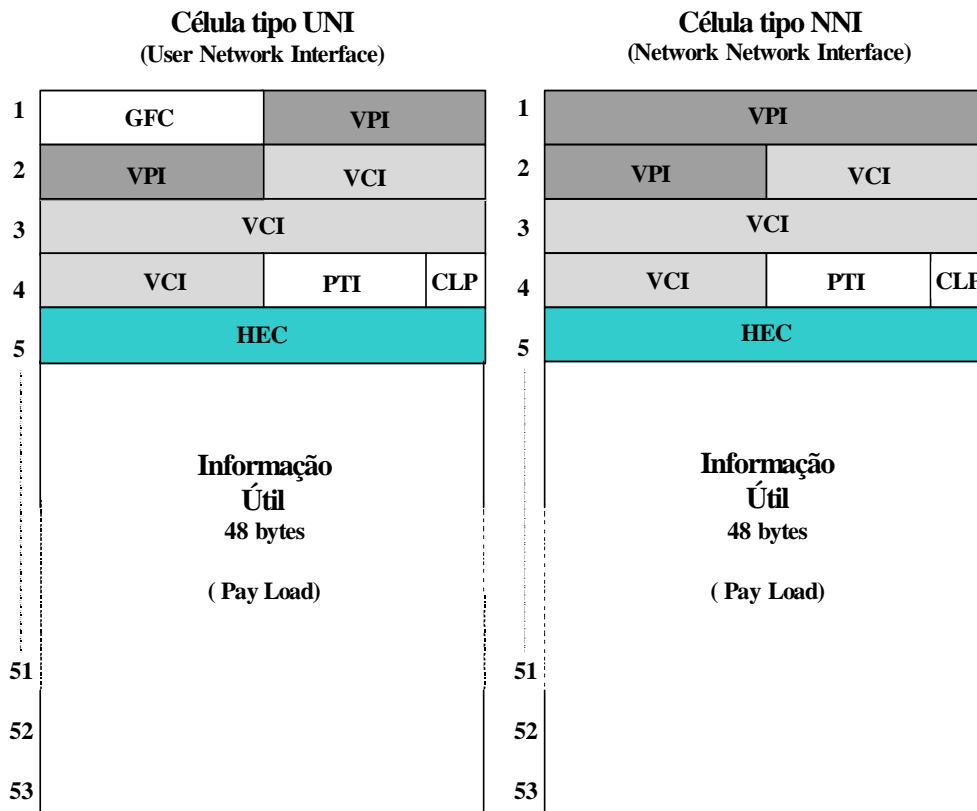 Célula tipo UNI
(User Network Interface)
1
GFC
VPI
2
VPI
VCI
3
VCI
4
VCI
PTI
CLP
5
HEC
Informação
Útil
48 bytes
( Pay Load)
51
52
53
Célula tipo NNI
(Network Network Interface)
1
VPI
2
VPI
VCI
3
VCI
4
VCI
PTI
CLP
5
HEC
Informação
Útil
48 bytes
( Pay Load)
51
52
53